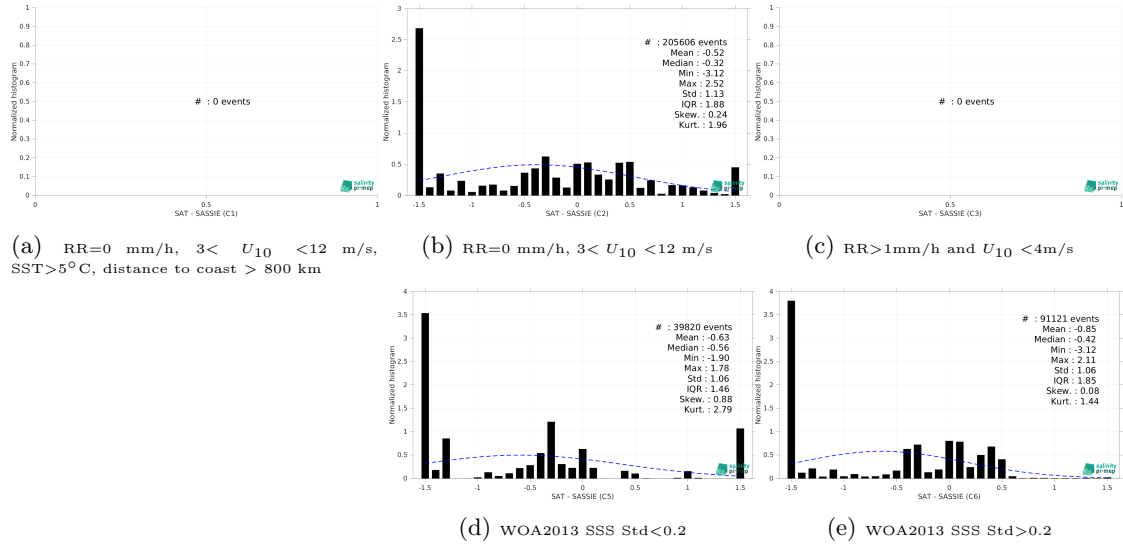 1
0.9
0.8
0.7
0.6
0.5
0.4
0.3
0.2
0.1
0
Normalized histogram
# : 0 events
0 0.5 1
SAT - SASSIE (C1)
salinity
pi-mep
(a) RR=0 mm/h, 3< U10 <12 m/s,
SST>5°C, distance to coast > 800 km
3
2.5
2
1.5
1
0.5
0
Normalized histogram
# : 205606 events
Mean : -0.52
Median : -0.32
Min : -3.12
Max : 2.52
Std : 1.13
IQR : 1.88
Skew. : 0.24
Kurt. : 1.96
-1.5 -1 -0.5 0 0.5 1 1.5
SAT - SASSIE (C2)
salinity
pi-mep
(b) RR=0 mm/h, 3< U10 <12 m/s
1
0.9
0.8
0.7
0.6
0.5
0.4
0.3
0.2
0.1
0
Normalized histogram
# : 0 events
0 0.5 1
SAT - SASSIE (C3)
salinity
pi-mep
(c) RR>1mm/h and U10 <4m/s
4
3.5
3
2.5
2
1.5
1
0.5
0
Normalized histogram
# : 39820 events
Mean : -0.63
Median : -0.56
Min : -1.90
Max : 1.78
Std : 1.06
IQR : 1.46
Skew. : 0.88
Kurt. : 2.79
-1.5 -1 -0.5 0 0.5 1 1.5
SAT - SASSIE (C5)
salinity
pi-mep
(d) WOA2013 SSS Std<0.2
4
3.5
3
2.5
2
1.5
1
0.5
0
Normalized histogram
# : 91121 events
Mean : -0.85
Median : -0.42
Min : -3.12
Max : 2.11
Std : 1.06
IQR : 1.85
Skew. : 0.08
Kurt. : 1.44
-1.5 -1 -0.5 0 0.5 1 1.5
SAT - SASSIE (C6)
salinity
pi-mep
(e) WOA2013 SSS Std>0.2